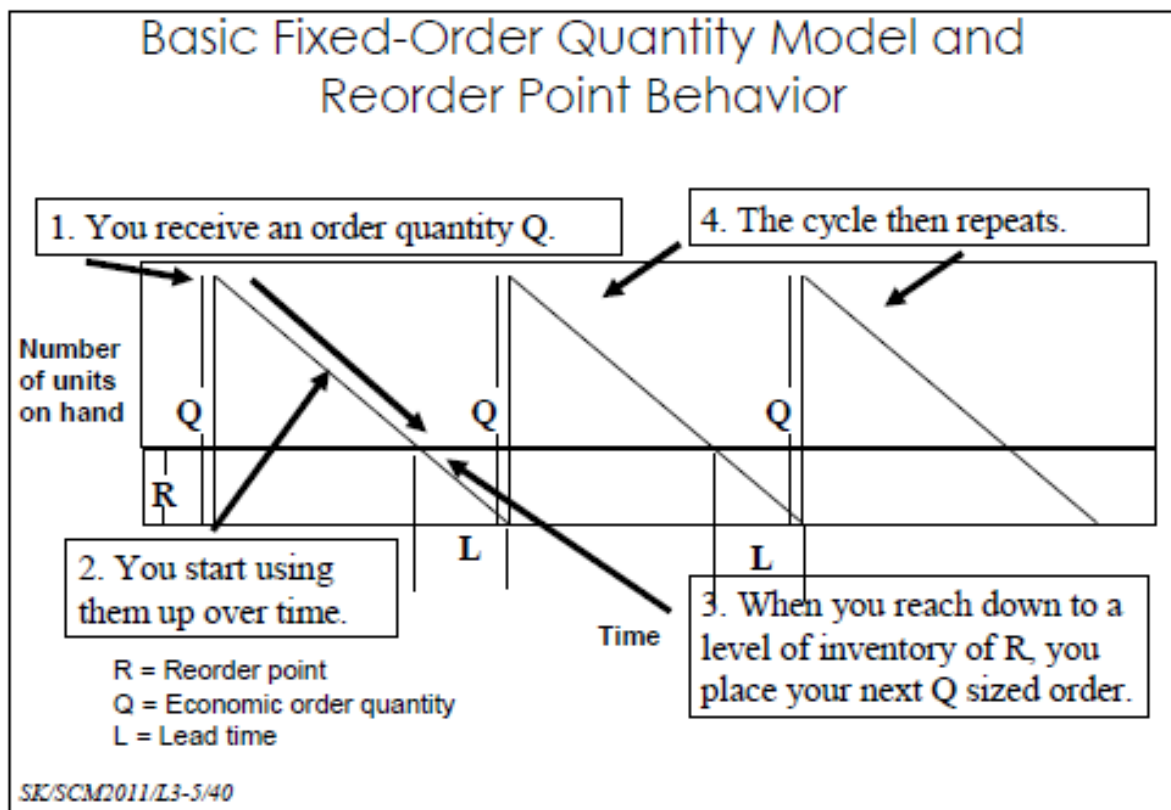 Basic Fixed-Order Quantity Model and
Reorder Point Behavior
1. You receive an order quantity Q.
4. The cycle then repeats.
Number
of units
on hand
Q
Q
Q
R
L
L
2. You start using
them up over time.
Time
3. When you reach down to a
level of inventory of R, you
place your next Q sized order.
R = Reorder point
Q = Economic order quantity
L = Lead time
SK/SCM2011/L3-5/40